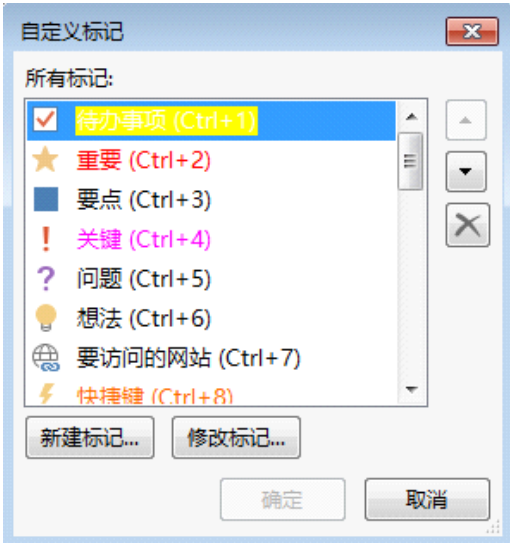 自定义标记
所有标记:
待办事项 (Ctrl+1)
重要 (Ctrl+2)
要点 (Ctrl+3)
关键 (Ctrl+4)
问题 (Ctrl+5)
想法 (Ctrl+6)
要访问的网站 (Ctrl+7)
快捷键 (Ctrl+8)
新建标记... 修改标记...
确定 取消